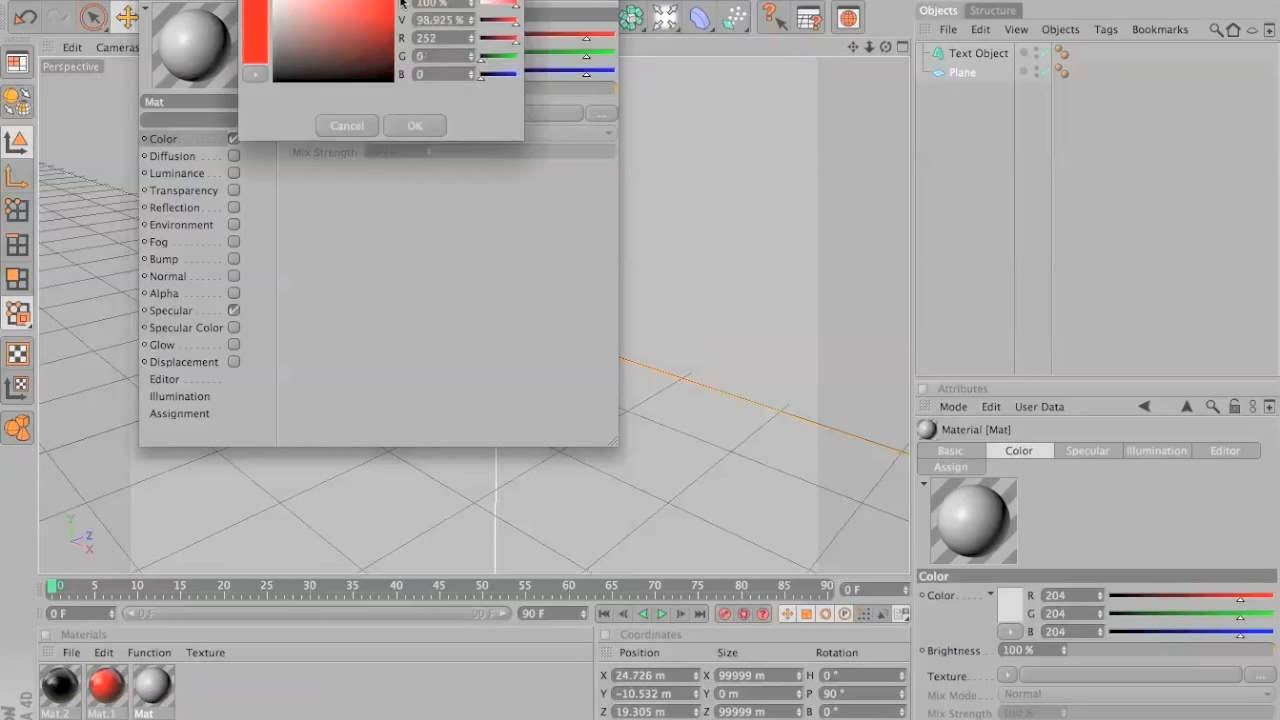 Objects Structure
File Edit View Objects Tags Bookmarks
Text Object
Plane
Edit Cameras
Perspective
100 %
V 98.925 %
R 252
G 0
B 0
Cancel OK
Mat
Color
Diffusion
Luminance
Transparency
Reflection
Environment
Fog
Bump
Normal
Alpha
Specular
Specular Color
Glow
Displacement
Editor
Illumination
Assignment
...
Mix Strength
Y
Z
X
Attributes
Mode Edit User Data
Material [Mat]
Basic Color Specular Illumination Editor
Assign
Color
Color R 204
G 204
B 204
Brightness 100 %
Texture ...
Mix Mode Normal
Mix Strength 100 %
0 5 10 15 20 25 30 35 40 45 50 55 60 65 70 75 80 85 90 0 F
0 F 0 F 90 F 90 F
Materials
File Edit Function Texture
Mat.2 Mat.1 Mat
Coordinates
Position Size Rotation
X 24.726 m X 99999 m H 0 °
Y -10.532 m Y 0 m P 90 °
Z 19.305 m Z 99999 m B 0 °
A 4D